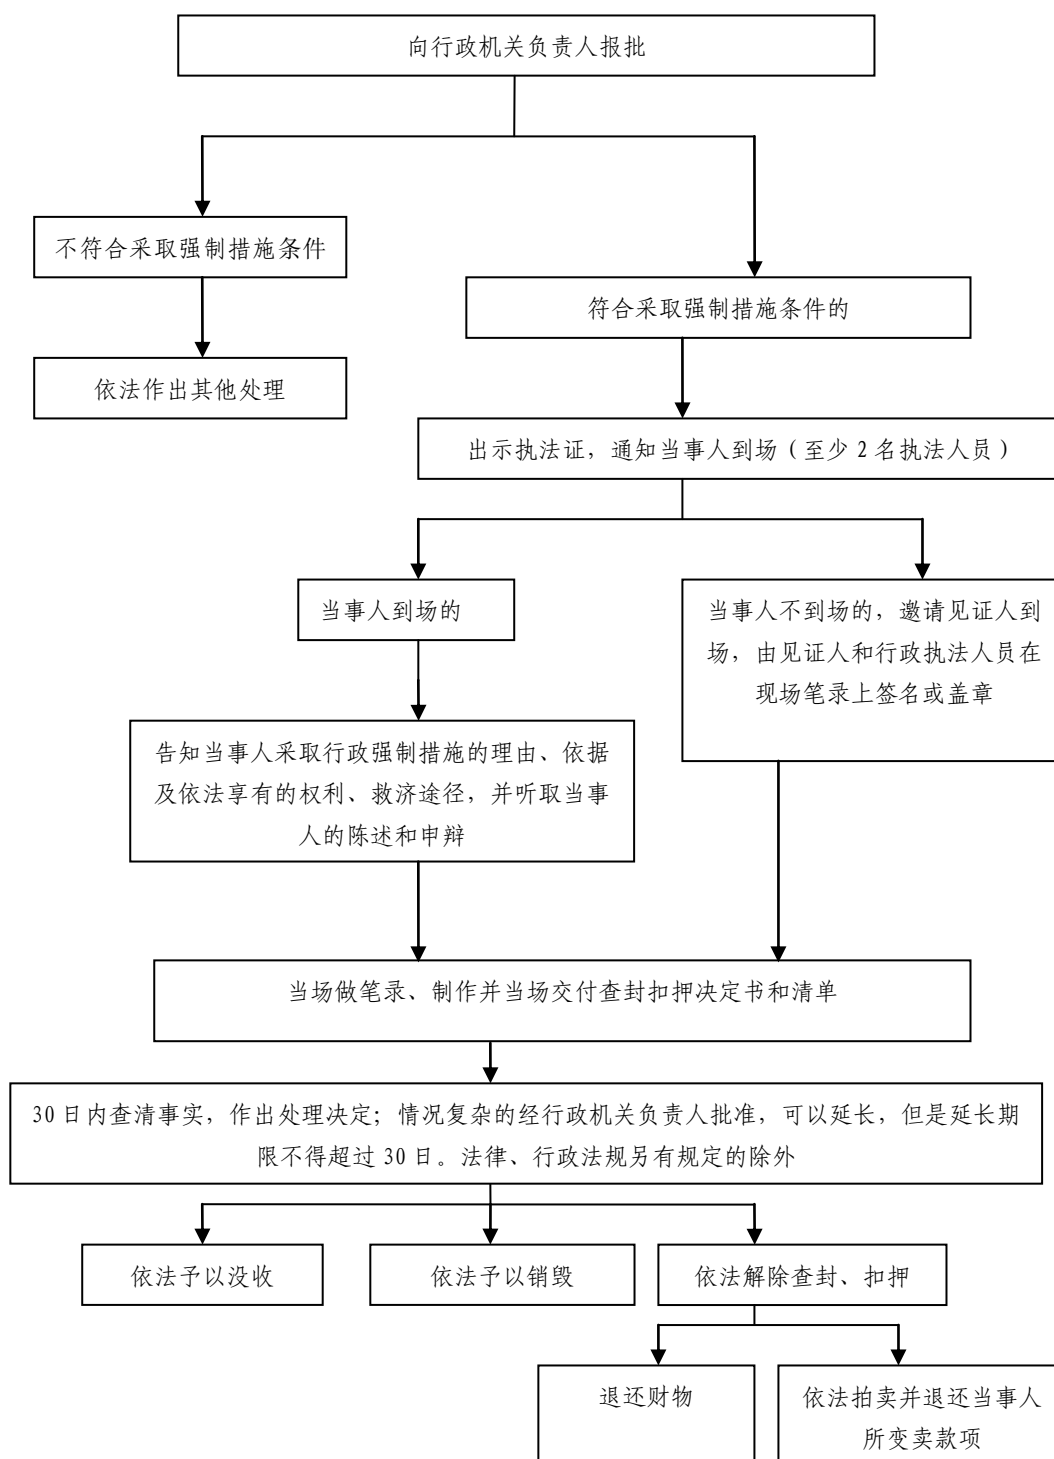 向行政机关负责人报批
不符合采取强制措施条件
符合采取强制措施条件的
依法作出其他处理
出示执法证，通知当事人到场（至少 2 名执法人员）
当事人到场的
当事人不到场的，邀请见证人到
场，由见证人和行政执法人员在
现场笔录上签名或盖章
告知当事人采取行政强制措施的理由、依据
及依法享有的权利、救济途径，并听取当事
人的陈述和申辩
当场做笔录、制作并当场交付查封扣押决定书和清单
30 日内查清事实，作出处理决定；情况复杂的经行政机关负责人批准，可以延长，但是延长期
限不得超过 30 日。法律、行政法规另有规定的除外
依法予以没收
依法予以销毁
依法解除查封、扣押
退还财物
依法拍卖并退还当事人
所变卖款项